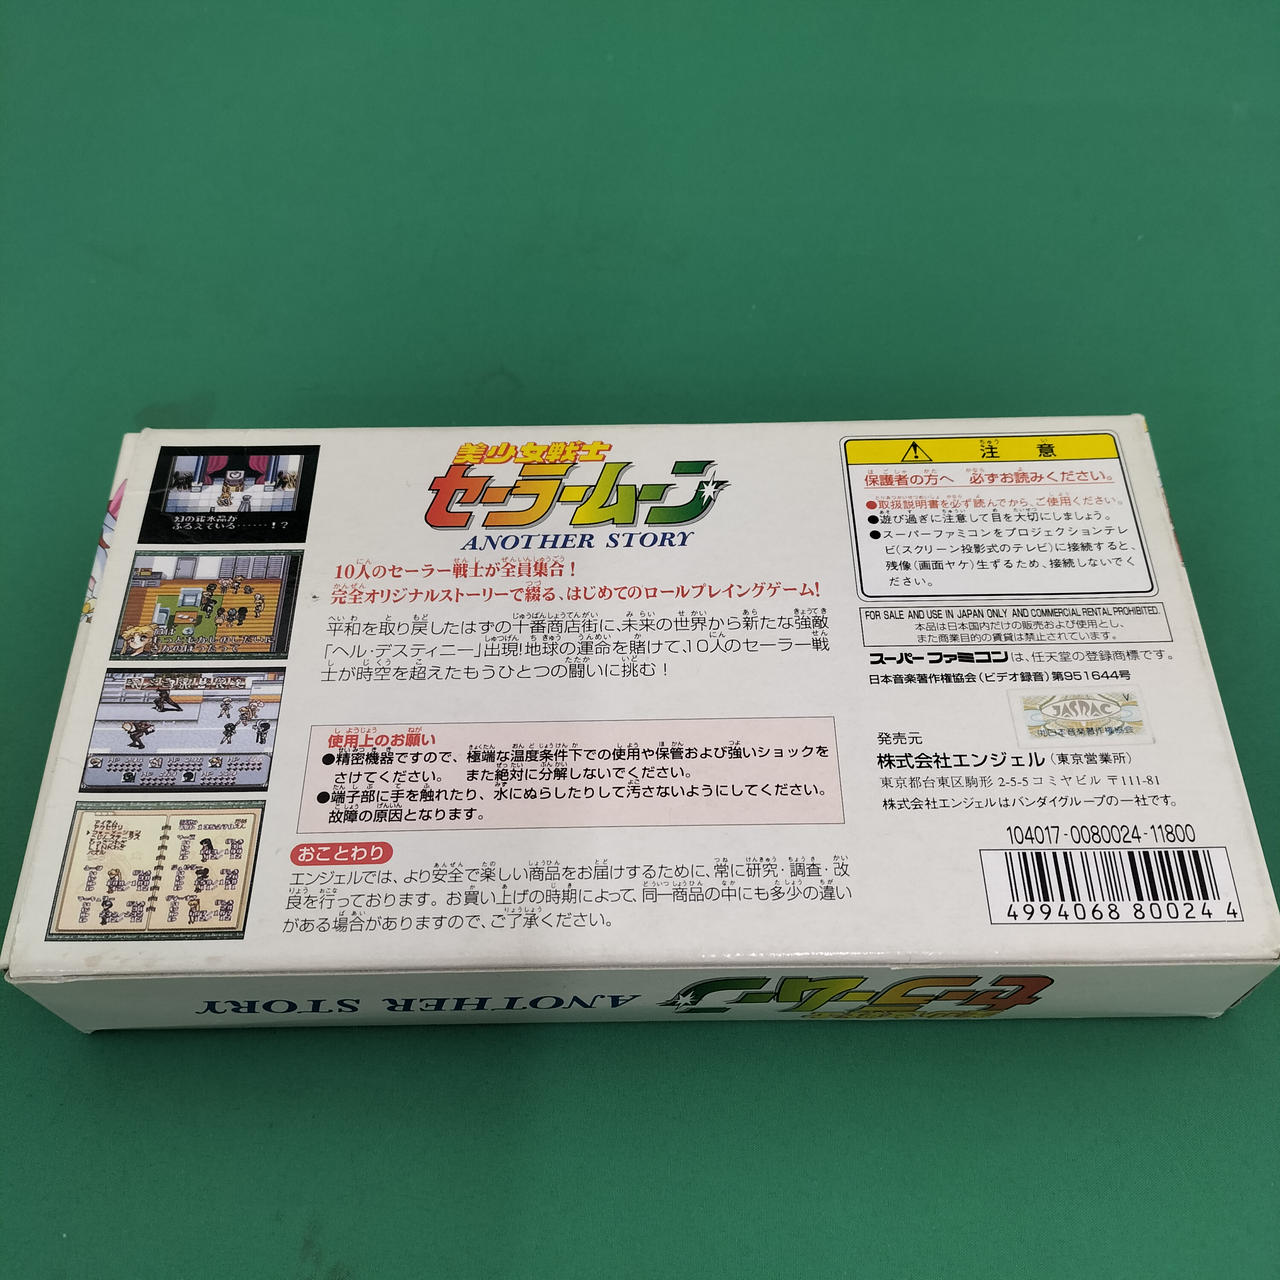 美少女戦士
セーラームーン
ANOTHER STORY
10人のセーラー戦士が全員集合!
完全オリジナルストーリーで綴る、はじめてのロールプレイングゲーム!
平和を取り戻したはずの十番商店街に、未来の世界から新たな強敵
「ヘル・デスティニー」出現!地球の運命を賭けて、10人のセーラー戦
士が時空を超えたもうひとつの闘いに挑む!
使用上のお願い
●精密機器ですので、極端な温度条件下での使用や保管および強いショックを
さけてください。 また絶対に分解しないでください。
●端子部に手を触れたり、水にぬらしたりして汚さないようにしてください。
故障の原因となります。
おことわり
エンジェルでは、より安全で楽しい商品をお届けするために、常に研究・調査・改
良を行っております。お買い上げの時期によって、同一商品の中にも多少の違い
がある場合がありますので、ご了承ください。
注意
保護者の方へ 必ずお読みください。
●取扱説明書を必ず読んでから、ご使用ください。
●遊び過ぎに注意して目を大切にしましょう。
●スーパーファミコンをプロジェクションテレ
ビ(スクリーン投影式のテレビ)に接続すると、
残像(画面ヤケ)生ずるため、接続しないでく
ださい。
FOR SALE AND USE IN JAPAN ONLY AND COMMERCIAL RENTAL PROHIBITED.
本品は日本国内だけの販売および使用とし、
また商業目的の賃貸は禁止されています。
スーパーファミコンは、任天堂の登録商標です。
日本音楽著作権協会(ビデオ録音)第951644号
JASRAC
日本音楽著作権協会
発売元
株式会社エンジェル(東京営業所)
東京都台東区駒形 2-5-5コミヤビル 〒111-81
株式会社エンジェルはバンダイグループの一社です。
104017-0080024-11800
4994068 80024 4
幻の銀水晶が
ふるえている……!?
セーラームーン
ANOTHER STORY